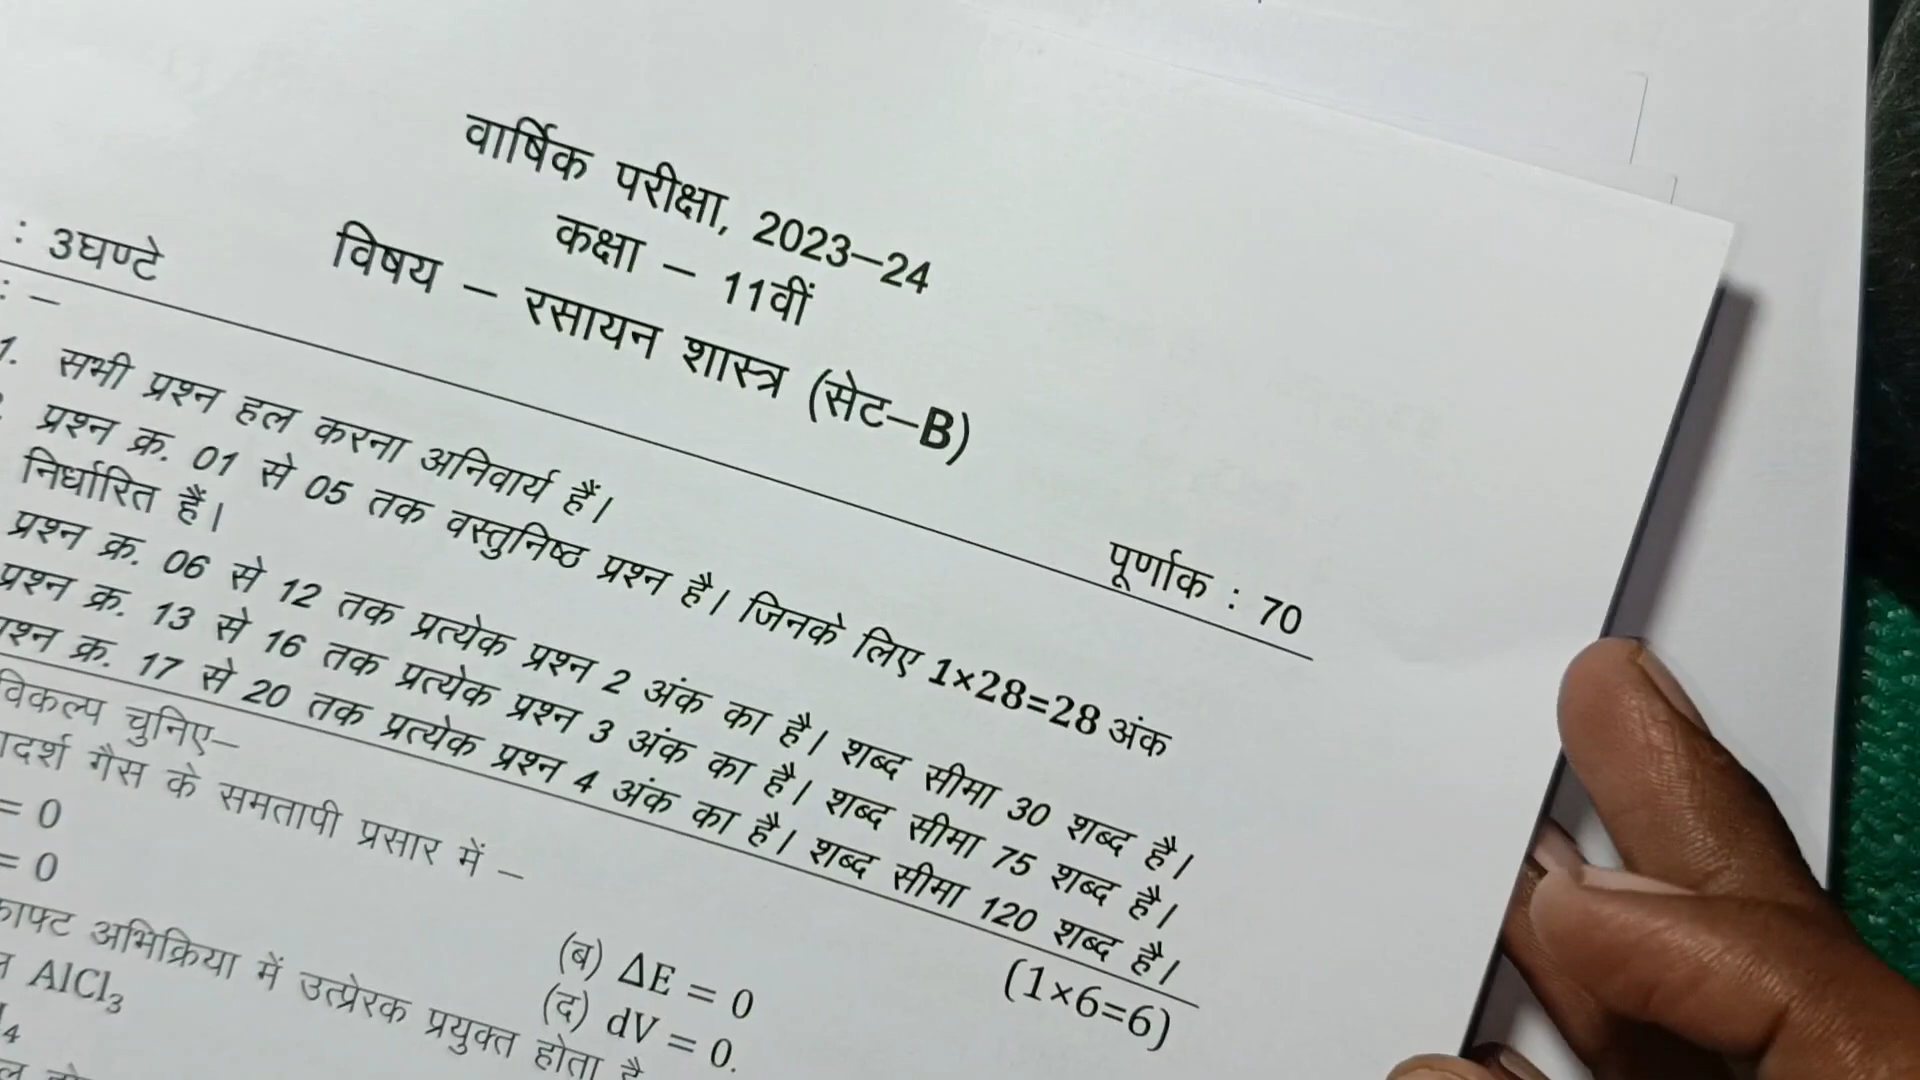 वार्षिक परीक्षा, 2023–24
कक्षा – 11वीं
विषय – रसायन शास्त्र (सेट–B)
: 3घण्टे
पूर्णाक : 70
: –
1. सभी प्रश्न हल करना अनिवार्य हैं।
प्रश्न क्र. 01 से 05 तक वस्तुनिष्ठ प्रश्न है। जिनके लिए 1×28=28 अंक
निर्धारित हैं।
प्रश्न क्र. 06 से 12 तक प्रत्येक प्रश्न 2 अंक का है। शब्द सीमा 30 शब्द है।
प्रश्न क्र. 13 से 16 तक प्रत्येक प्रश्न 3 अंक का है। शब्द सीमा 75 शब्द है।
क्र. 17 से 20 तक प्रत्येक प्रश्न 4 अंक का है। शब्द सीमा 120 शब्द है।
विकल्प चुनिए–
(1×6=6)
गैस के समतापी प्रसार में –
= 0
(ब) ΔE = 0
= 0
(द) dV = 0.
अभिक्रिया में उत्प्रेरक प्रयुक्त होता है
AlCl₃